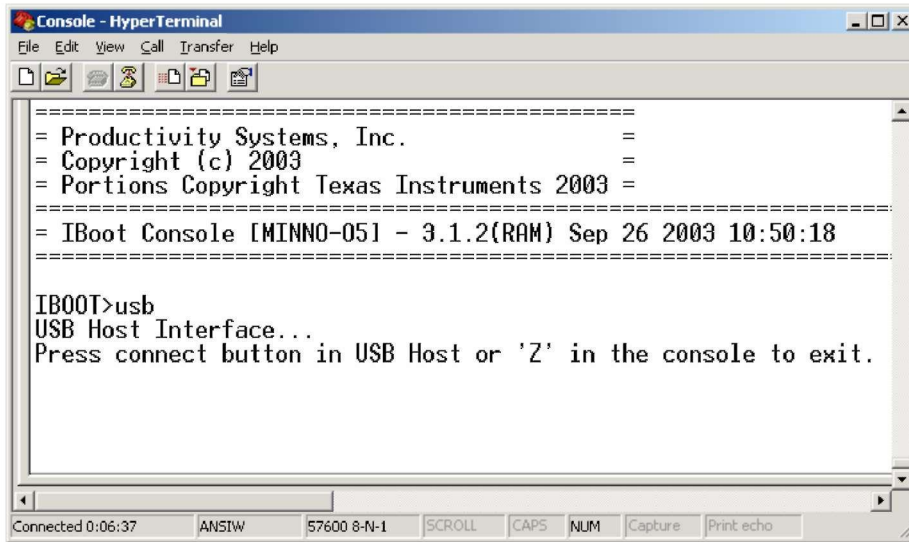 Console - HyperTerminal
File Edit View Call Transfer Help
=============================================
= Productivity Systems, Inc. =
= Copyright (c) 2003 =
= Portions Copyright Texas Instruments 2003 =
================================================================
= IBoot Console [MINNO-05] - 3.1.2(RAM) Sep 26 2003 10:50:18
================================================================
IBOOT>usb
USB Host Interface...
Press connect button in USB Host or 'Z' in the console to exit.
Connected 0:06:37 ANSIW 57600 8-N-1 SCROLL CAPS NUM Capture Print echo